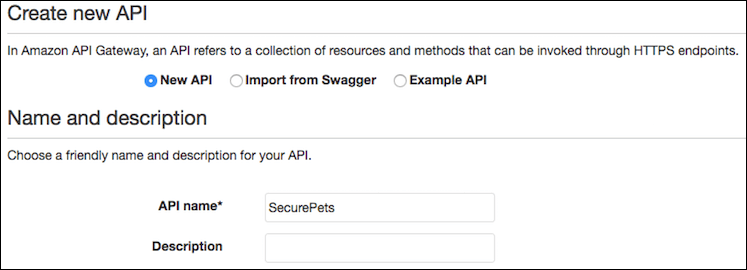 Create new API
In Amazon API Gateway, an API refers to a collection of resources and methods that can be invoked through HTTPS endpoints.
New API Import from Swagger Example API
Name and description
Choose a friendly name and description for your API.
API name* SecurePets
Description